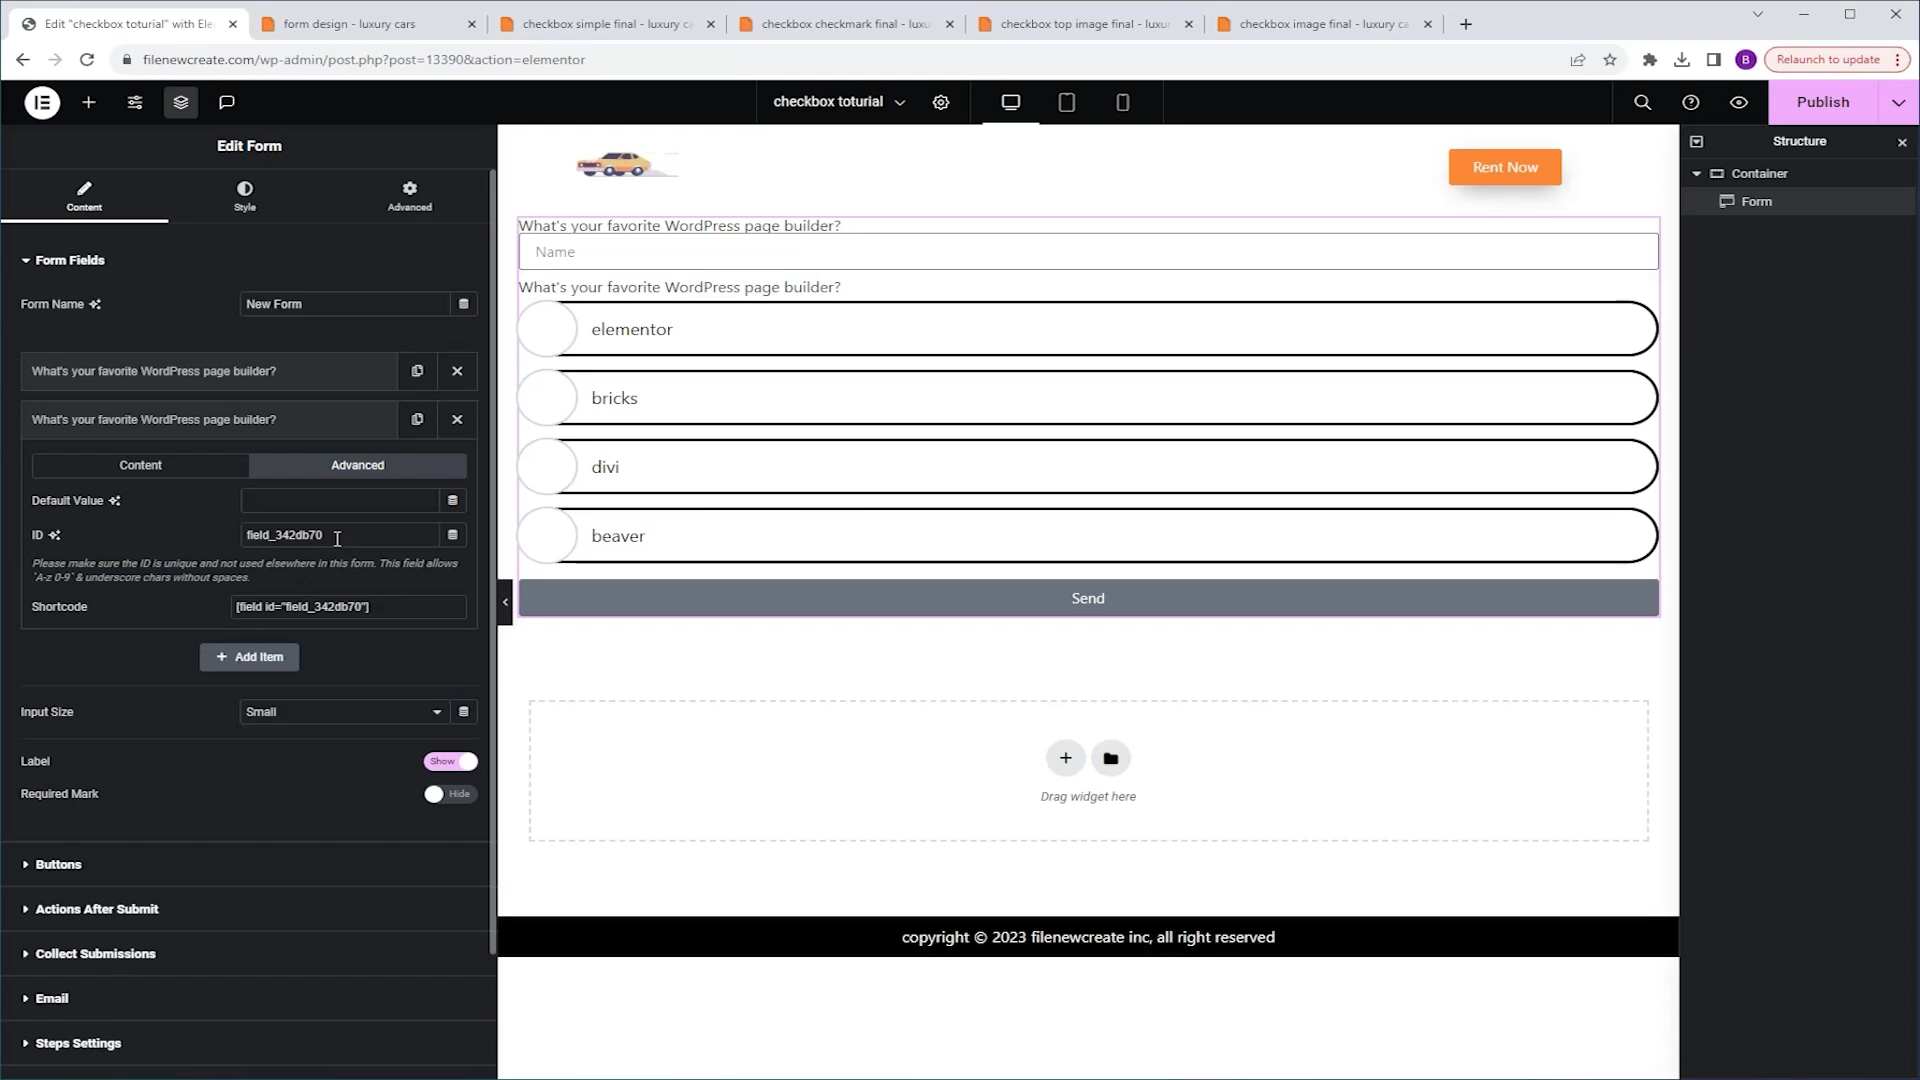 Edit "checkbox toturial" with Ele
form design - luxury cars
checkbox simple final - luxury ca
checkbox checkmark final - luxu
checkbox top image final - luxur
checkbox image final - luxury ca
filenewcreate.com/wp-admin/post.php?post=13390&action=elementor
B
Relaunch to update
checkbox toturial
Publish
Edit Form
Content
Style
Advanced
Form Fields
Form Name
New Form
What's your favorite WordPress page builder?
What's your favorite WordPress page builder?
Content
Advanced
Default Value
ID
field_342db70
Please make sure the ID is unique and not used elsewhere in this form. This field allows
`A-z 0-9` & underscore chars without spaces.
Shortcode
[field id="field_342db70"]
+ Add Item
Input Size
Small
Label
Show
Required Mark
Hide
Buttons
Actions After Submit
Collect Submissions
Email
Steps Settings
Rent Now
What's your favorite WordPress page builder?
Name
What's your favorite WordPress page builder?
elementor
bricks
divi
beaver
Send
Drag widget here
copyright © 2023 filenewcreate inc, all right reserved
Structure
Container
Form